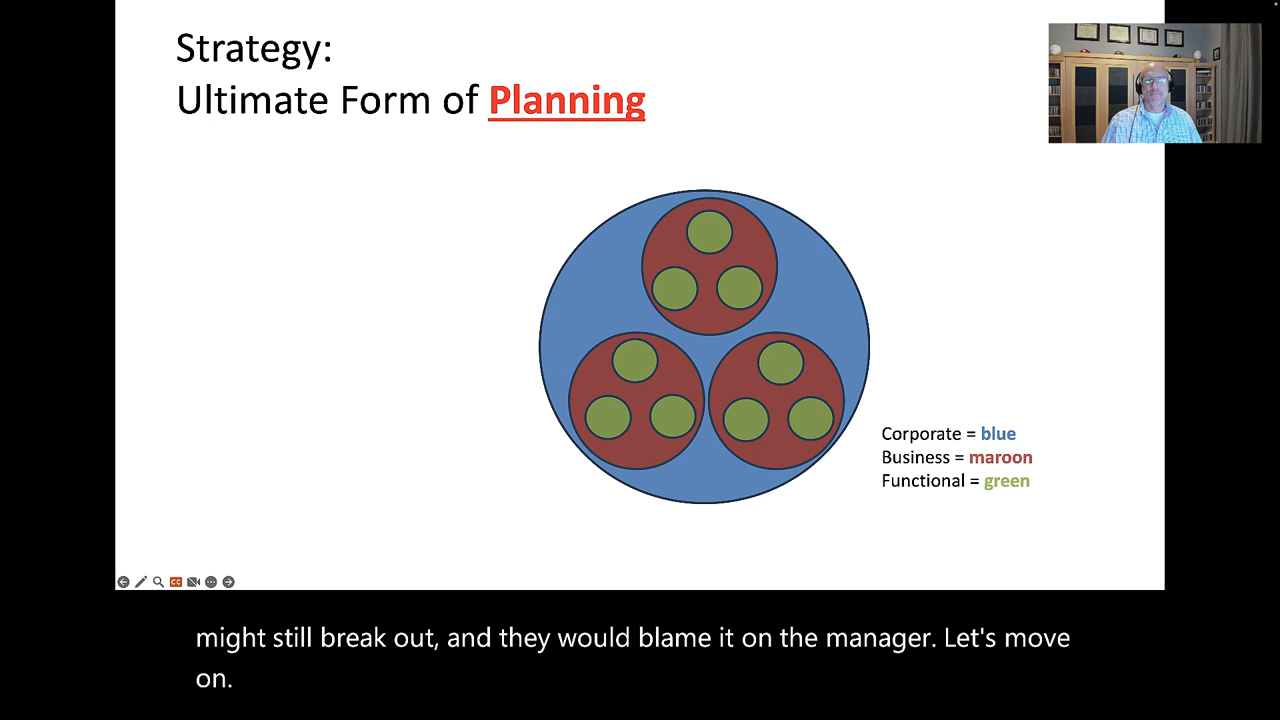 Strategy:
Ultimate Form of Planning
Corporate = blue
Business = maroon
Functional = green
CC
might still break out, and they would blame it on the manager. Let's move
on.